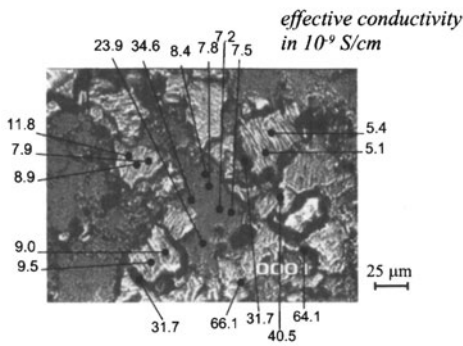 effective conductivity
in 10⁻⁹ S/cm
7.2
23.9 34.6 8.4 7.8 7.5
11.8
7.9
8.9
5.4
5.1
9.0
9.5
0001
25 μm
31.7 66.1 31.7 64.1
40.5